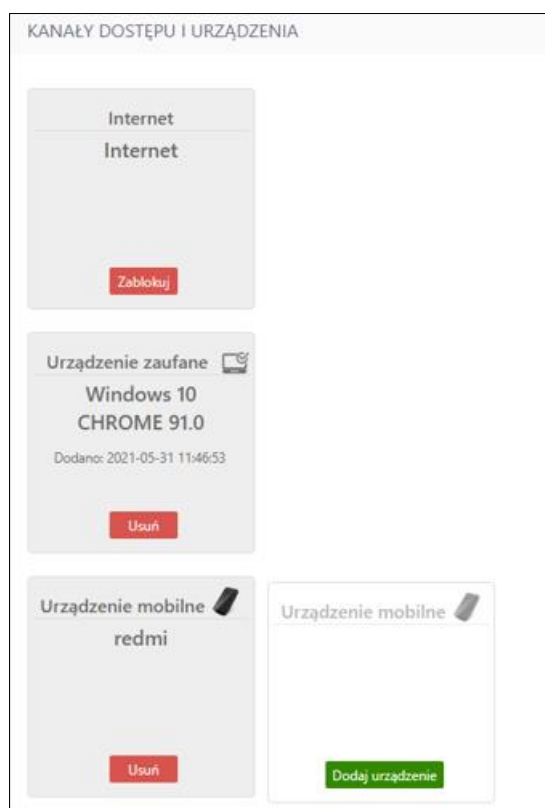 KANAŁY DOSTĘPU I URZĄDZENIA
Internet
Internet
Zablokuj
Urządzenie zaufane
Windows 10
CHROME 91.0
Dodano: 2021-05-31 11:46:53
Usuń
Urządzenie mobilne
redmi
Usuń
Urządzenie mobilne
Dodaj urządzenie